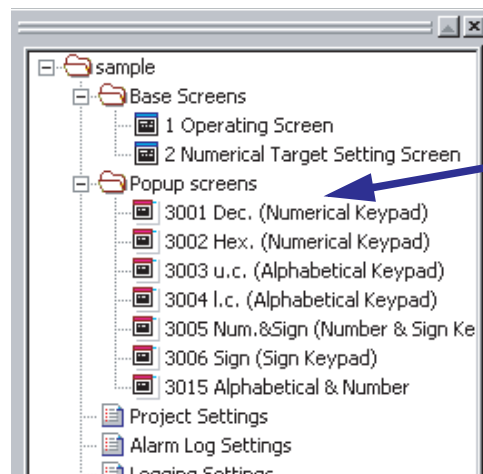 sample
Base Screens
1 Operating Screen
2 Numerical Target Setting Screen
Popup screens
3001 Dec. (Numerical Keypad)
3002 Hex. (Numerical Keypad)
3003 u.c. (Alphabetical Keypad)
3004 l.c. (Alphabetical Keypad)
3005 Num.&Sign (Number & Sign Ke
3006 Sign (Sign Keypad)
3015 Alphabetical & Number
Project Settings
Alarm Log Settings
Logging Settings